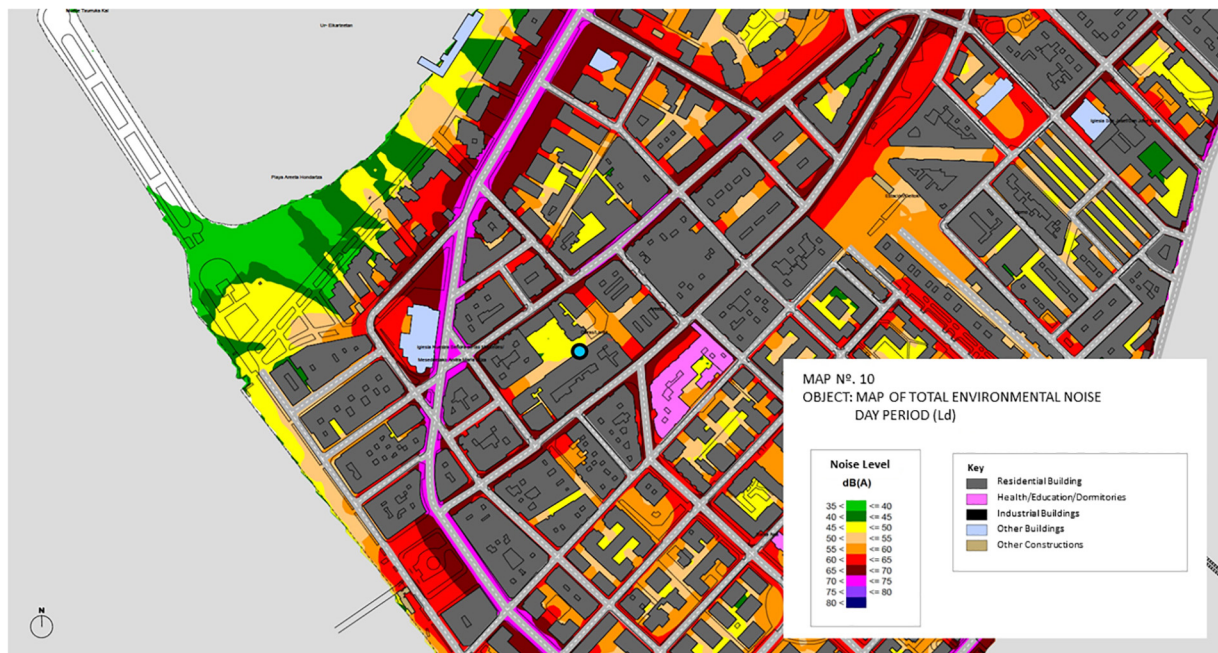 Playa Arrieta Hondartza
MAP Nº. 10
OBJECT: MAP OF TOTAL ENVIRONMENTAL NOISE
DAY PERIOD (Ld)
Noise Level
dB(A)
35 < <= 40
40 < <= 45
45 < <= 50
50 < <= 55
55 < <= 60
60 < <= 65
65 < <= 70
70 < <= 75
75 < <= 80
80 <
Key
Residential Building
Health/Education/Dormitories
Industrial Buildings
Other Buildings
Other Constructions
N